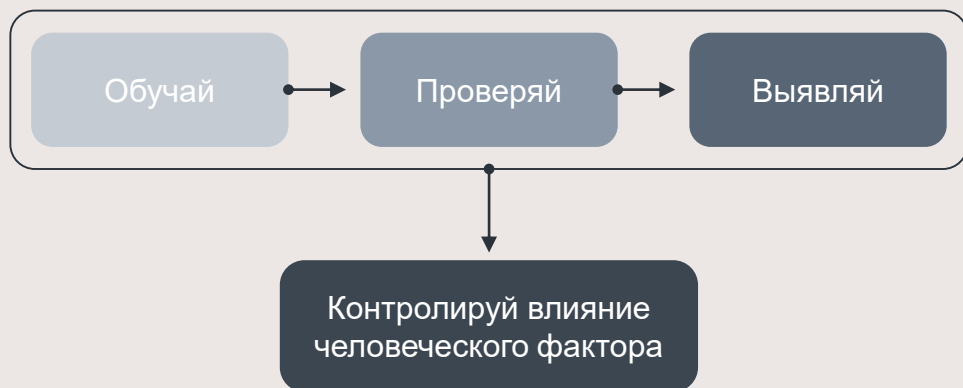 Обучай
Проверяй
Выявляй
Контролируй влияние
человеческого фактора